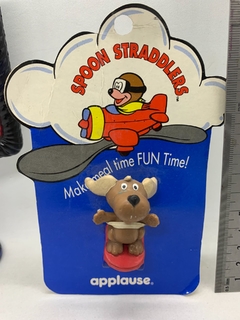 SPOON STRADDLERS
Make meal time FUN Time!
applause®